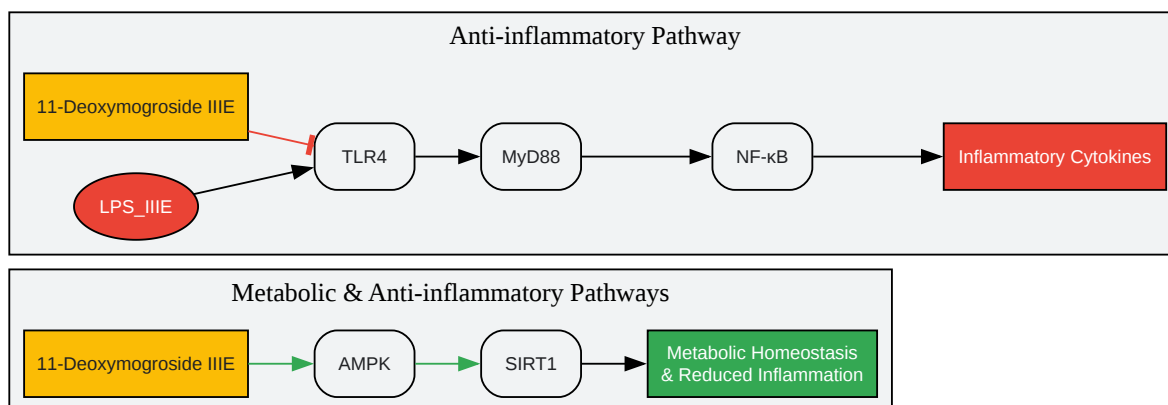 Anti-inflammatory Pathway
11-Deoxymogroside IIIE
TLR4
MyD88
NF-κB
Inflammatory Cytokines
LPS_IIIE
Metabolic & Anti-inflammatory Pathways
11-Deoxymogroside IIIE
AMPK
SIRT1
Metabolic Homeostasis
& Reduced Inflammation